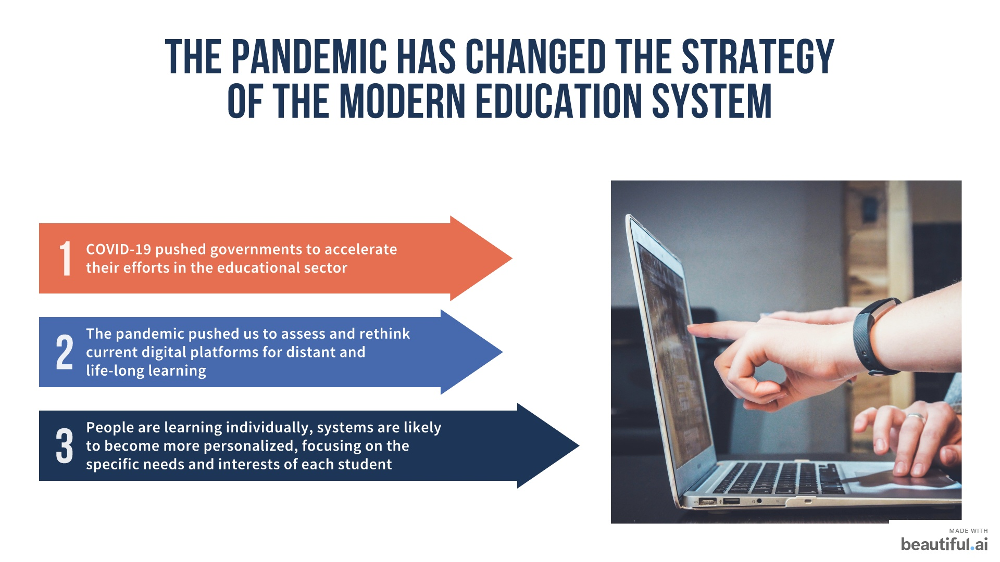 THE PANDEMIC HAS CHANGED THE STRATEGY
OF THE MODERN EDUCATION SYSTEM
1
COVID-19 pushed governments to accelerate
their efforts in the educational sector
2
The pandemic pushed us to assess and rethink
current digital platforms for distant and
life-long learning
3
People are learning individually, systems are likely
to become more personalized, focusing on the
specific needs and interests of each student
MADE WITH
beautiful.ai